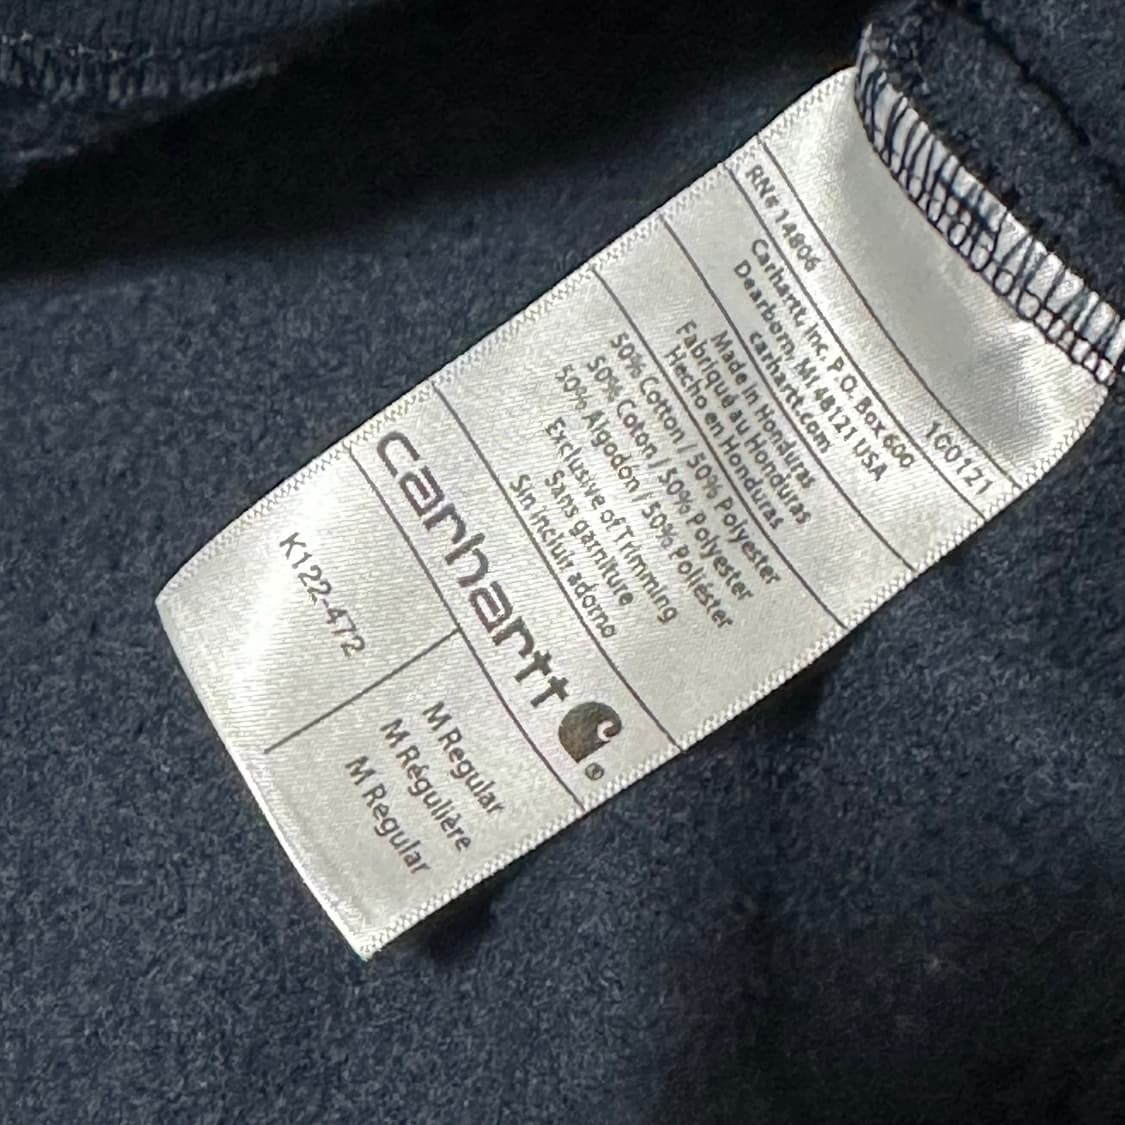 K122-472
M Regular
M Régulière
M Regular
carhartt ®
50% Cotton / 50% Polyester
50% Coton / 50% Polyester
50% Algodón / 50% Poliéster
Exclusive of Trimming
Sans garniture
Sin incluir adorno
Made in Honduras
Fabriqué au Honduras
Hecho en Honduras
Carhartt, Inc. P.O. Box 600
Dearborn, MI 48121 USA
carhartt.com
RN# 14806
100121